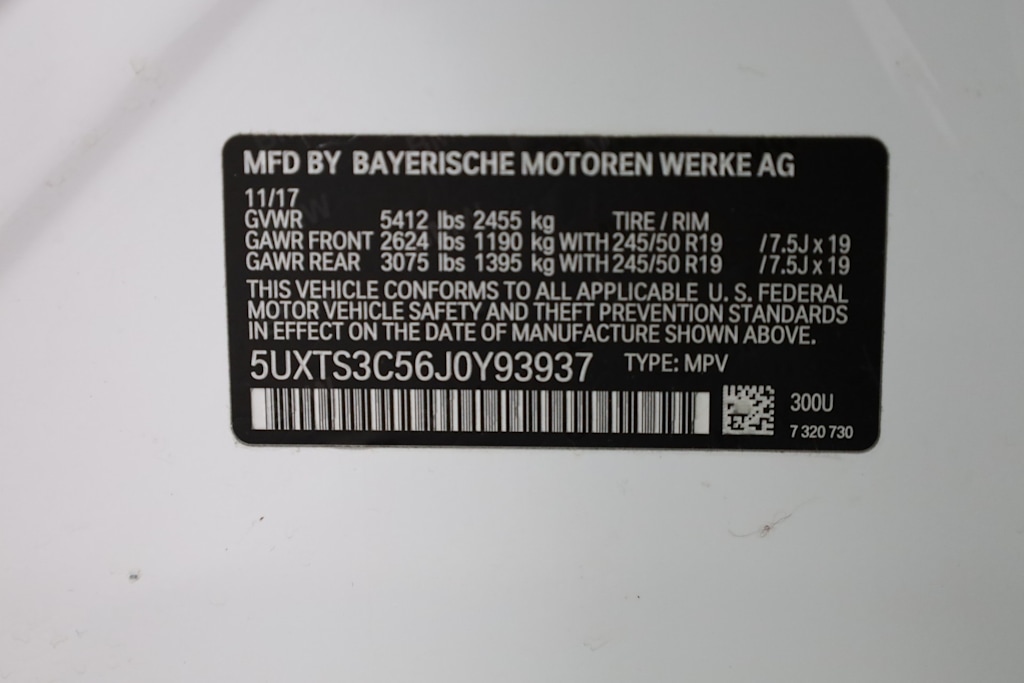 MFD BY BAYERISCHE MOTOREN WERKE AG
11/17
GVWR 5412 lbs 2455 kg TIRE / RIM
GAWR FRONT 2624 lbs 1190 kg WITH 245/50 R19 /7.5J x 19
GAWR REAR 3075 lbs 1395 kg WITH 245/50 R19 /7.5J x 19
THIS VEHICLE CONFORMS TO ALL APPLICABLE U. S. FEDERAL
MOTOR VEHICLE SAFETY AND THEFT PREVENTION STANDARDS
IN EFFECT ON THE DATE OF MANUFACTURE SHOWN ABOVE.
5UXTS3C56J0Y93937 TYPE: MPV
300U
7 320 730